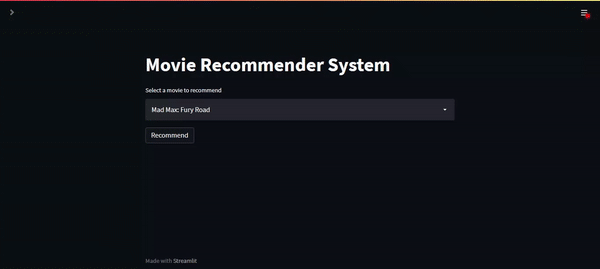 Movie Recommender System
Select a movie to recommend
Mad Max: Fury Road
Recommend
Made with Streamlit